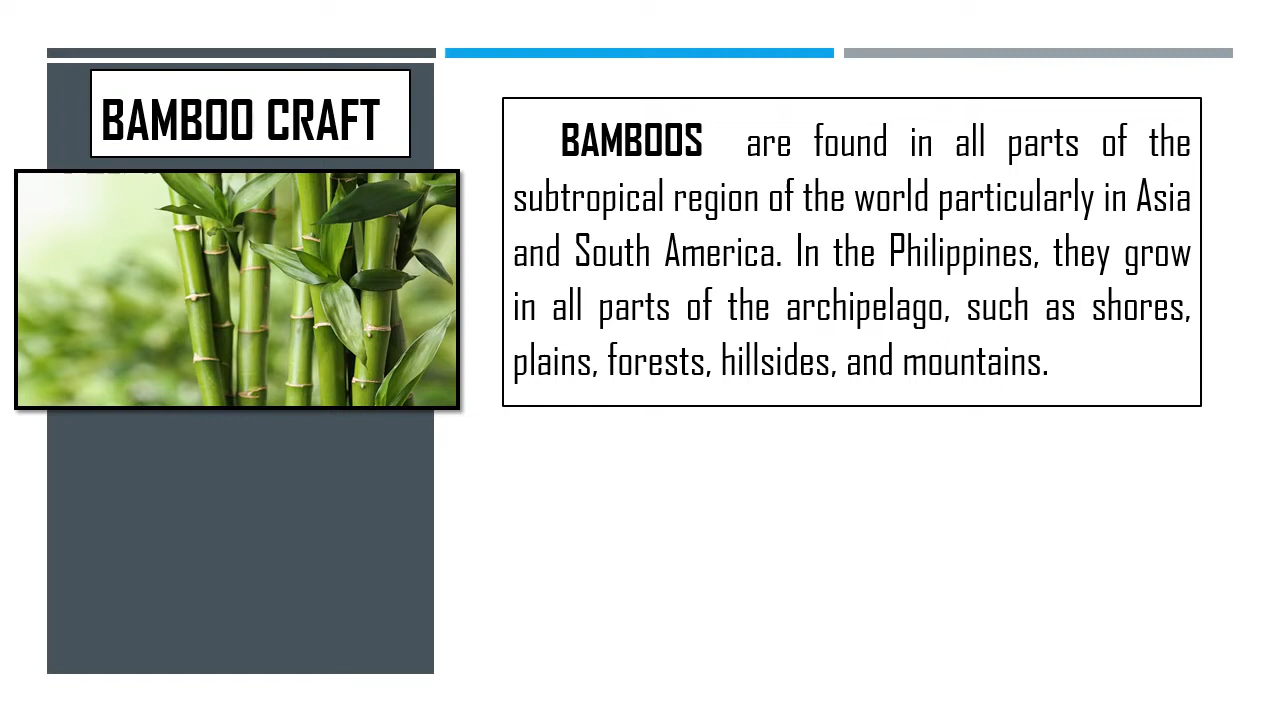 BAMBOO CRAFT
BAMBOOS are found in all parts of the
subtropical region of the world particularly in Asia
and South America. In the Philippines, they grow
in all parts of the archipelago, such as shores,
plains, forests, hillsides, and mountains.